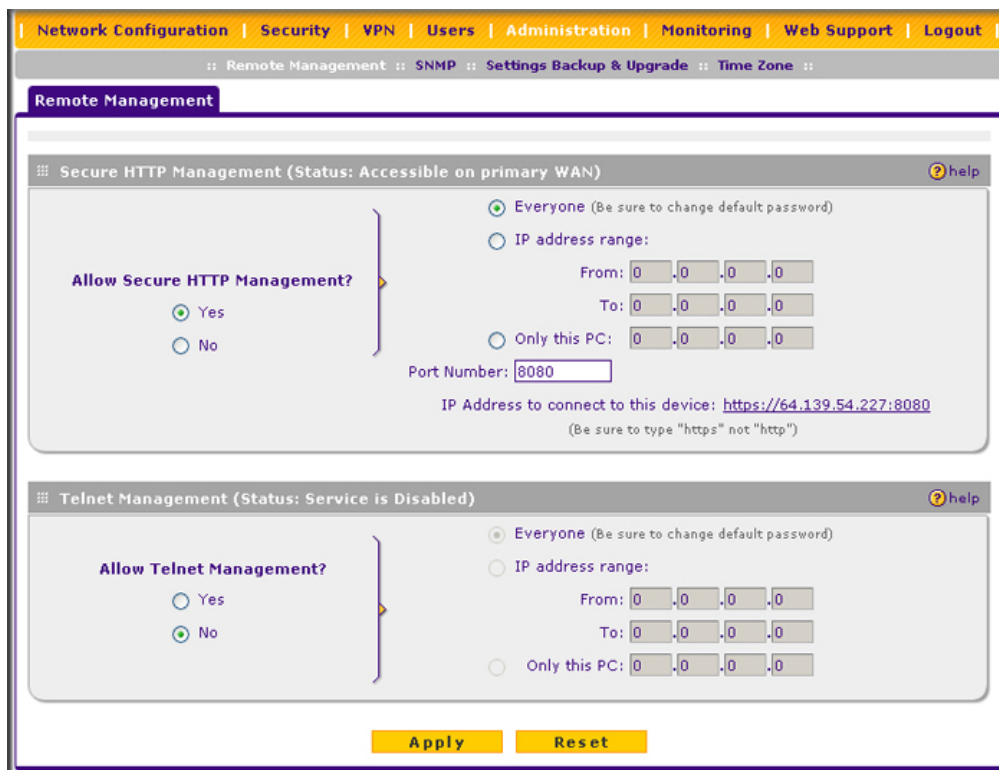 | Network Configuration | Security | VPN | Users | Administration | Monitoring | Web Support | Logout |
:: Remote Management :: SNMP :: Settings Backup & Upgrade :: Time Zone ::
Remote Management
Secure HTTP Management (Status: Accessible on primary WAN)
help
Allow Secure HTTP Management?
Yes
No
Everyone (Be sure to change default password)
IP address range:
From: 0 .0 .0 .0
To: 0 .0 .0 .0
Only this PC: 0 .0 .0 .0
Port Number: 8080
IP Address to connect to this device: https://64.139.54.227:8080
(Be sure to type "https" not "http")
Telnet Management (Status: Service is Disabled)
help
Allow Telnet Management?
Yes
No
Everyone (Be sure to change default password)
IP address range:
From: 0 .0 .0 .0
To: 0 .0 .0 .0
Only this PC: 0 .0 .0 .0
Apply
Reset